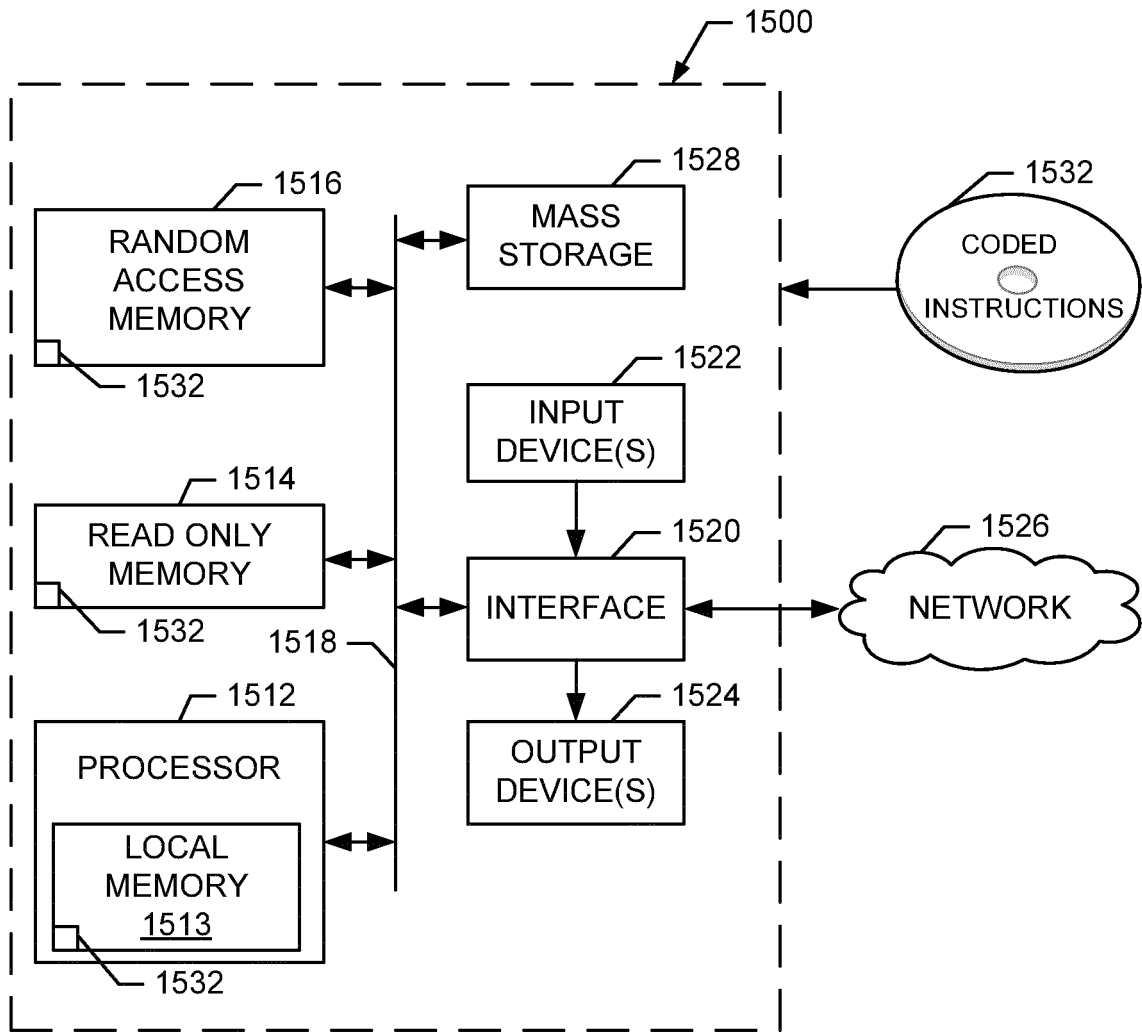 1500
1516
RANDOM
ACCESS
MEMORY
1532
1528
MASS
STORAGE
1532
CODED
INSTRUCTIONS
1522
INPUT
DEVICE(S)
1514
READ ONLY
MEMORY
1532
1518
1520
INTERFACE
1526
NETWORK
1512
PROCESSOR
LOCAL
MEMORY
1513
1532
1524
OUTPUT
DEVICE(S)